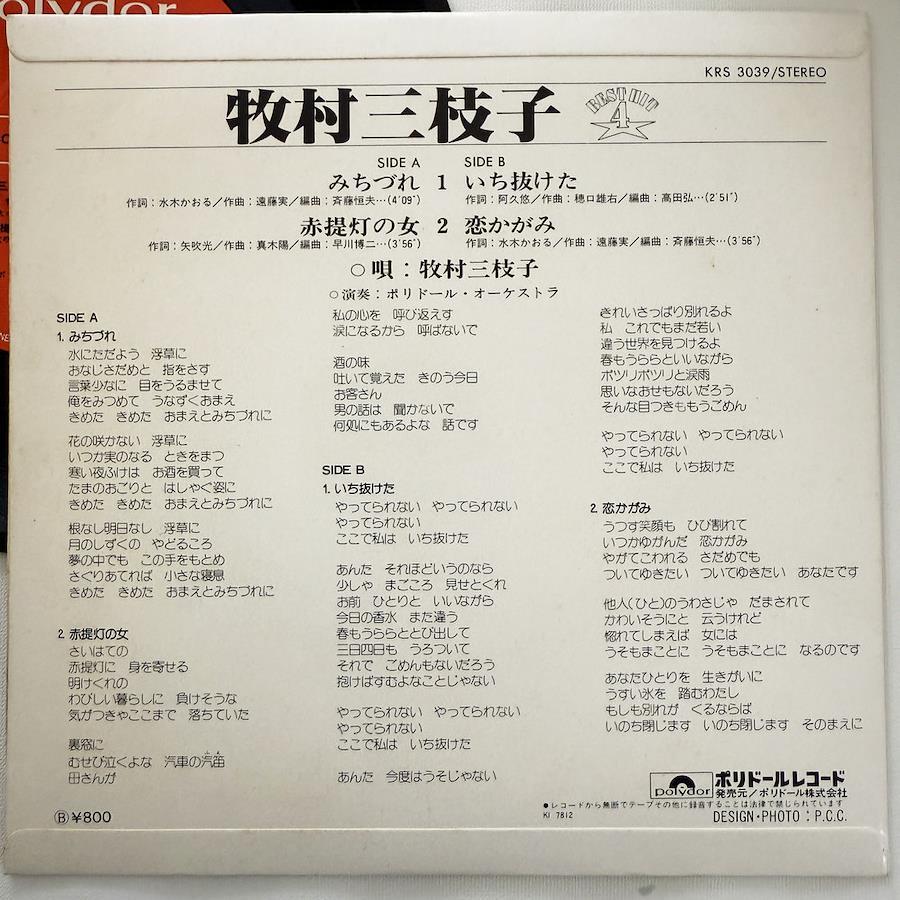 olydor
KRS 3039/STEREO
牧村三枝子
BEST HIT
4
SIDE A SIDE B
みちづれ 1 いち抜けた
作詞:水木かおる/作曲:遠藤実/編曲:斉藤恒夫…(4′09″) 作詞:阿久悠/作曲:穂口雄右/編曲:高田弘…(2′51″)
赤提灯の女 2 恋かがみ
作詞:矢吹光/作曲:真木陽/編曲:早川博二…(3′56″) 作詞:水木かおる/作曲:遠藤実/編曲:斉藤恒夫…(3′56″)
○唄:牧村三枝子
○演奏:ポリドール・オーケストラ
SIDE A
1. みちづれ
水にただよう 浮草に
おなじさだめと 指をさす
言葉少なに 目をうるませて
俺をみつめて うなずくおまえ
きめた きめた おまえとみちづれに
花の咲かない 浮草に
いつか実のなる ときをまつ
寒い夜ふけは お酒を買って
たまのおごりと はしゃぐ姿に
きめた きめた おまえとみちづれに
根なし明日なし 浮草に
月のしずくの やどるころ
夢の中でも この手をもとめ
さぐりあてれば 小さな寝息
きめた きめた おまえとみちづれに
2. 赤提灯の女
さいはての
赤提灯に 身を寄せる
明けくれの
わびしい暮らしに 負けそうな
気がつきゃここまで 落ちていた
裏窓に
むせび泣くよな 汽車の汽笛
田さんが
私の心を 呼び返えす
涙になるから 呼ばないで
酒の味
吐いて覚えた きのう今日
お客さん
男の話は 聞かないで
何処にもあるよな 話です
SIDE B
1. いち抜けた
やってられない やってられない
やってられない
ここで私は いち抜けた
あんた それほどというのなら
少しゃ まごころ 見せとくれ
お前 ひとりと いいながら
今日の香水 また違う
春もうららととび出して
三日四日も うろついて
それで ごめんもないだろう
抱けばすむよなことじゃない
やってられない やってられない
やってられない
ここで私は いち抜けた
あんた 今度はうそじゃない
きれいさっぱり別れるよ
私 これでもまだ若い
違う世界を見つけるよ
春もうららといいながら
ポツリポツリと涙雨
思いなおせもないだろう
そんな目つきももうごめん
やってられない やってられない
やってられない
ここで私は いち抜けた
2. 恋かがみ
うつす笑顔も ひび割れて
いつかゆがんだ 恋かがみ
やがてこわれる さだめでも
ついてゆきたい ついてゆきたい あなたです
他人(ひと)のうわさじゃ だまされて
かわいそうにと 云うけれど
惚れてしまえば 女には
うそもまことに うそもまことに なるのです
あなたひとりを 生きがいに
うすい氷を 踏むわたし
もしも別れが くるならば
いのち閉じます いのち閉じます そのまえに
polydor ポリドールレコード
発売元/ポリドール株式会社
●レコードから無断でテープその他に録音することは法律で禁じられています
KI 7812 DESIGN・PHOTO:P.C.C.
Ⓑ¥800